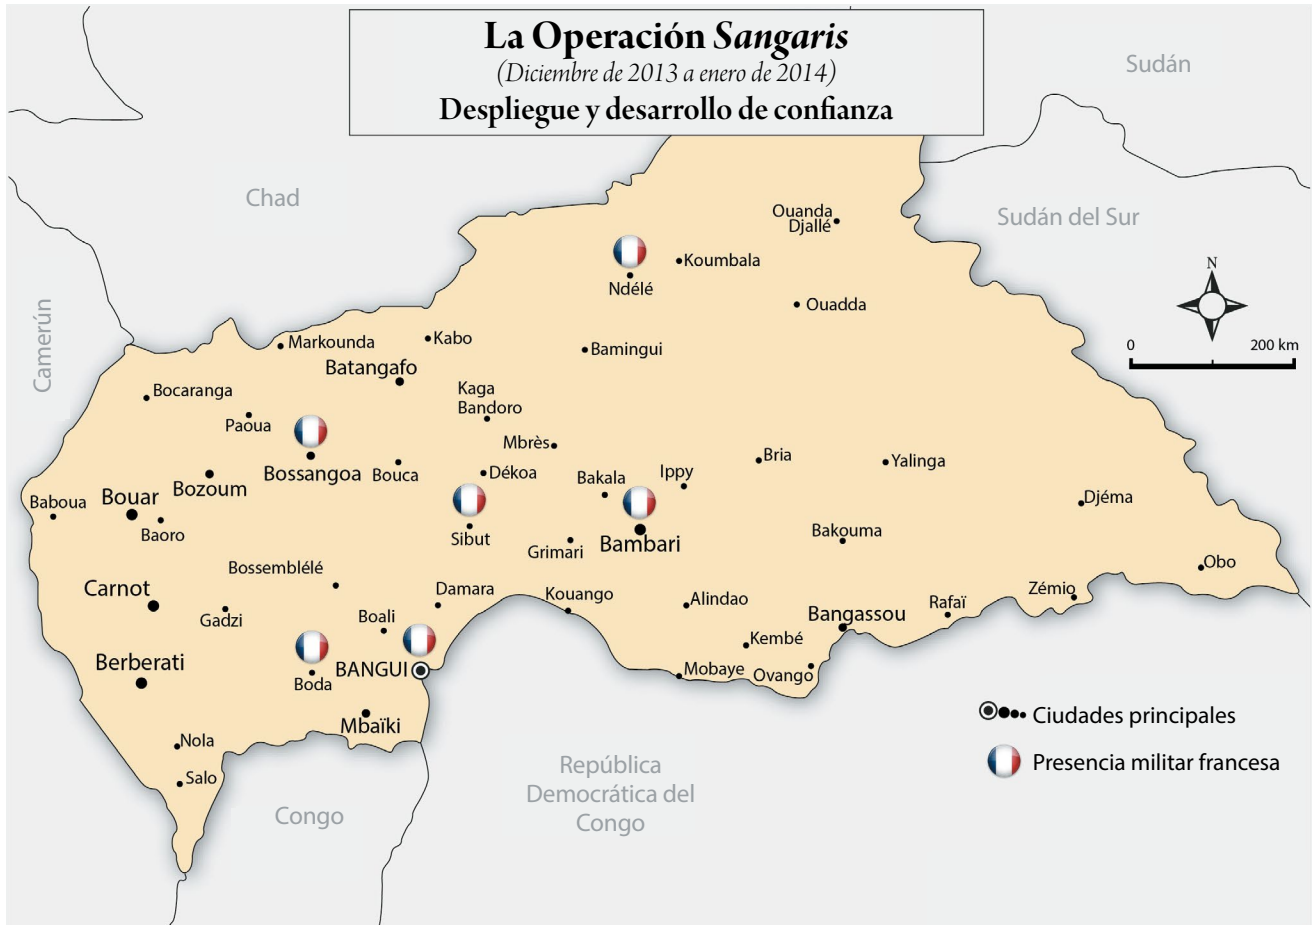 La Operación Sangaris
(Diciembre de 2013 a enero de 2014)
Despliegue y desarrollo de confianza
Sudán
Chad
Sudán del Sur
Camerún
Ouanda
Djallé
Koumbala
Ndélé
Ouadda
N
0
200 km
Markounda
Kabo
Bamingui
Batangafo
Bocaranga
Kaga
Bandoro
Paoua
Mbrès
Bossangoa
Bouca
Dékoa
Bakala
Ippy
Bria
Yalinga
Bozoum
Baboua
Bouar
Baoro
Sibut
Grimari
Bambari
Bakouma
Djéma
Obo
Bossemblélé
Carnot
Gadzi
Damara
Boali
Kouango
Alindao
Bangassou
Rafaï
Zémio
Kembé
Berberati
Boda
BANGUI
Mobaye
Ovango
Mbaïki
Nola
Salo
Ciudades principales
Presencia militar francesa
República
Democrática del
Congo
Congo